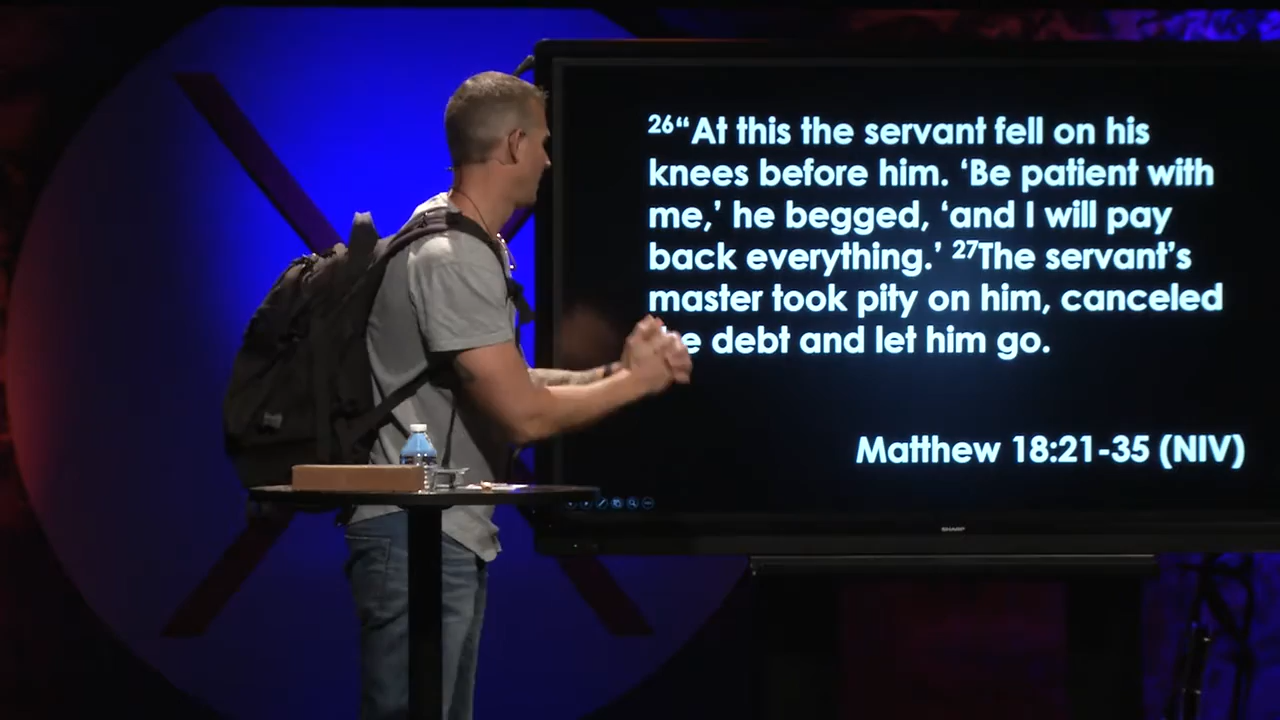 26“At this the servant fell on his
knees before him. ‘Be patient with
me,’ he begged, ‘and I will pay
back everything.’ 27The servant’s
master took pity on him, canceled
debt and let him go.
Matthew 18:21-35 (NIV)
SHARP